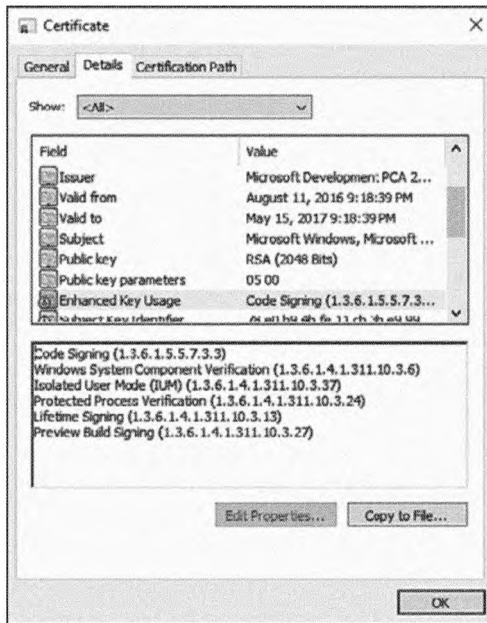 Certificate
General Details Certification Path
Show: <All>
Field Value
Issuer Microsoft Development PCA 2...
Valid from August 11, 2016 9:18:39 PM
Valid to May 15, 2017 9:18:39 PM
Subject Microsoft Windows, Microsoft ...
Public key RSA (2048 Bits)
Public key parameters 05 00
Enhanced Key Usage Code Signing (1.3.6.1.5.5.7.3...
Subject Key Identifier
Code Signing (1.3.6.1.5.5.7.3.3)
Windows System Component Verification (1.3.6.1.4.1.311.10.3.6)
Isolated User Mode (IUM) (1.3.6.1.4.1.311.10.3.37)
Protected Process Verification (1.3.6.1.4.1.311.10.3.24)
Lifetime Signing (1.3.6.1.4.1.311.10.3.13)
Preview Build Signing (1.3.6.1.4.1.311.10.3.27)
Edit Properties... Copy to File...
OK